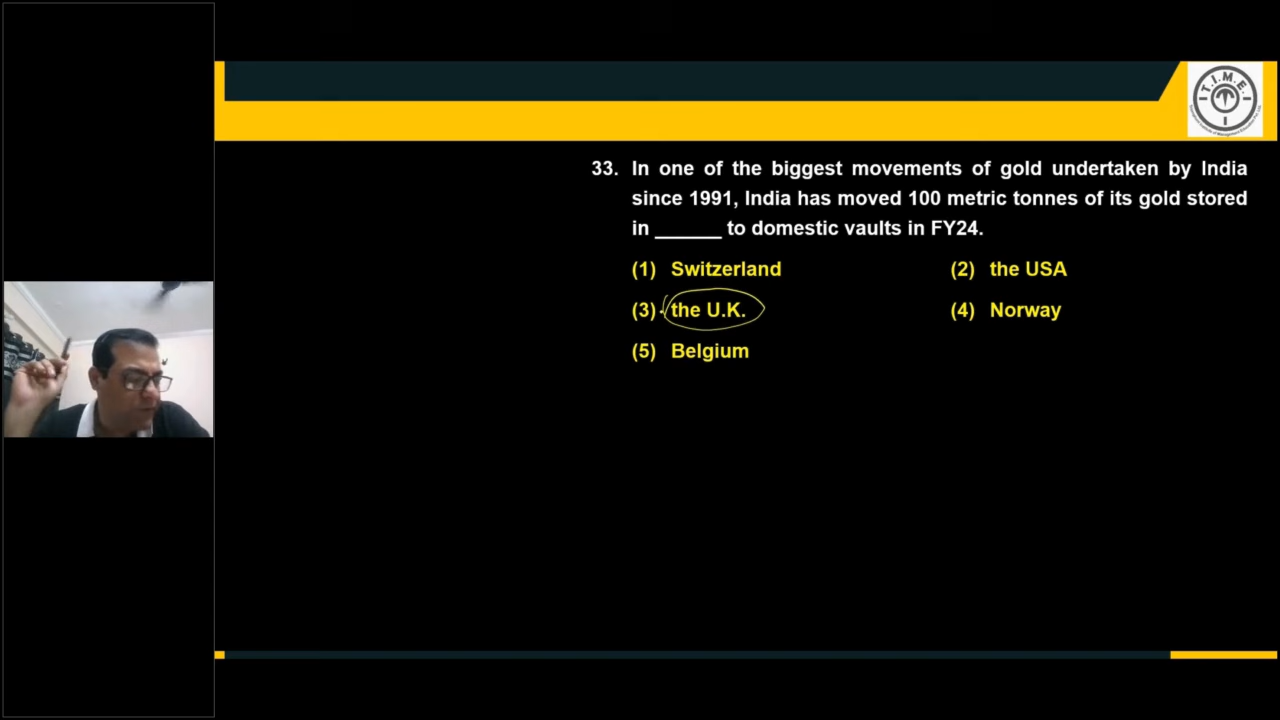 T.I.M.E.
33. In one of the biggest movements of gold undertaken by India
since 1991, India has moved 100 metric tonnes of its gold stored
in ______ to domestic vaults in FY24.
(1) Switzerland (2) the USA
(3) the U.K. (4) Norway
(5) Belgium